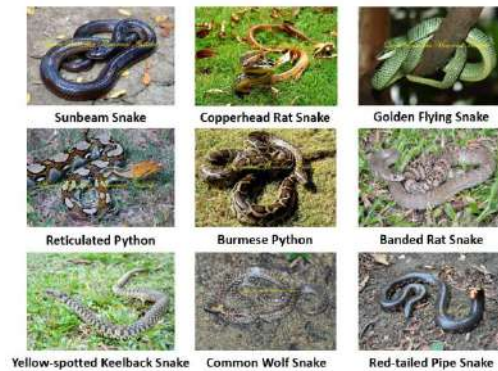 Sunbeam Snake
Copperhead Rat Snake
Golden Flying Snake
Reticulated Python
Burmese Python
Banded Rat Snake
Yellow-spotted Keelback Snake
Common Wolf Snake
Red-tailed Pipe Snake